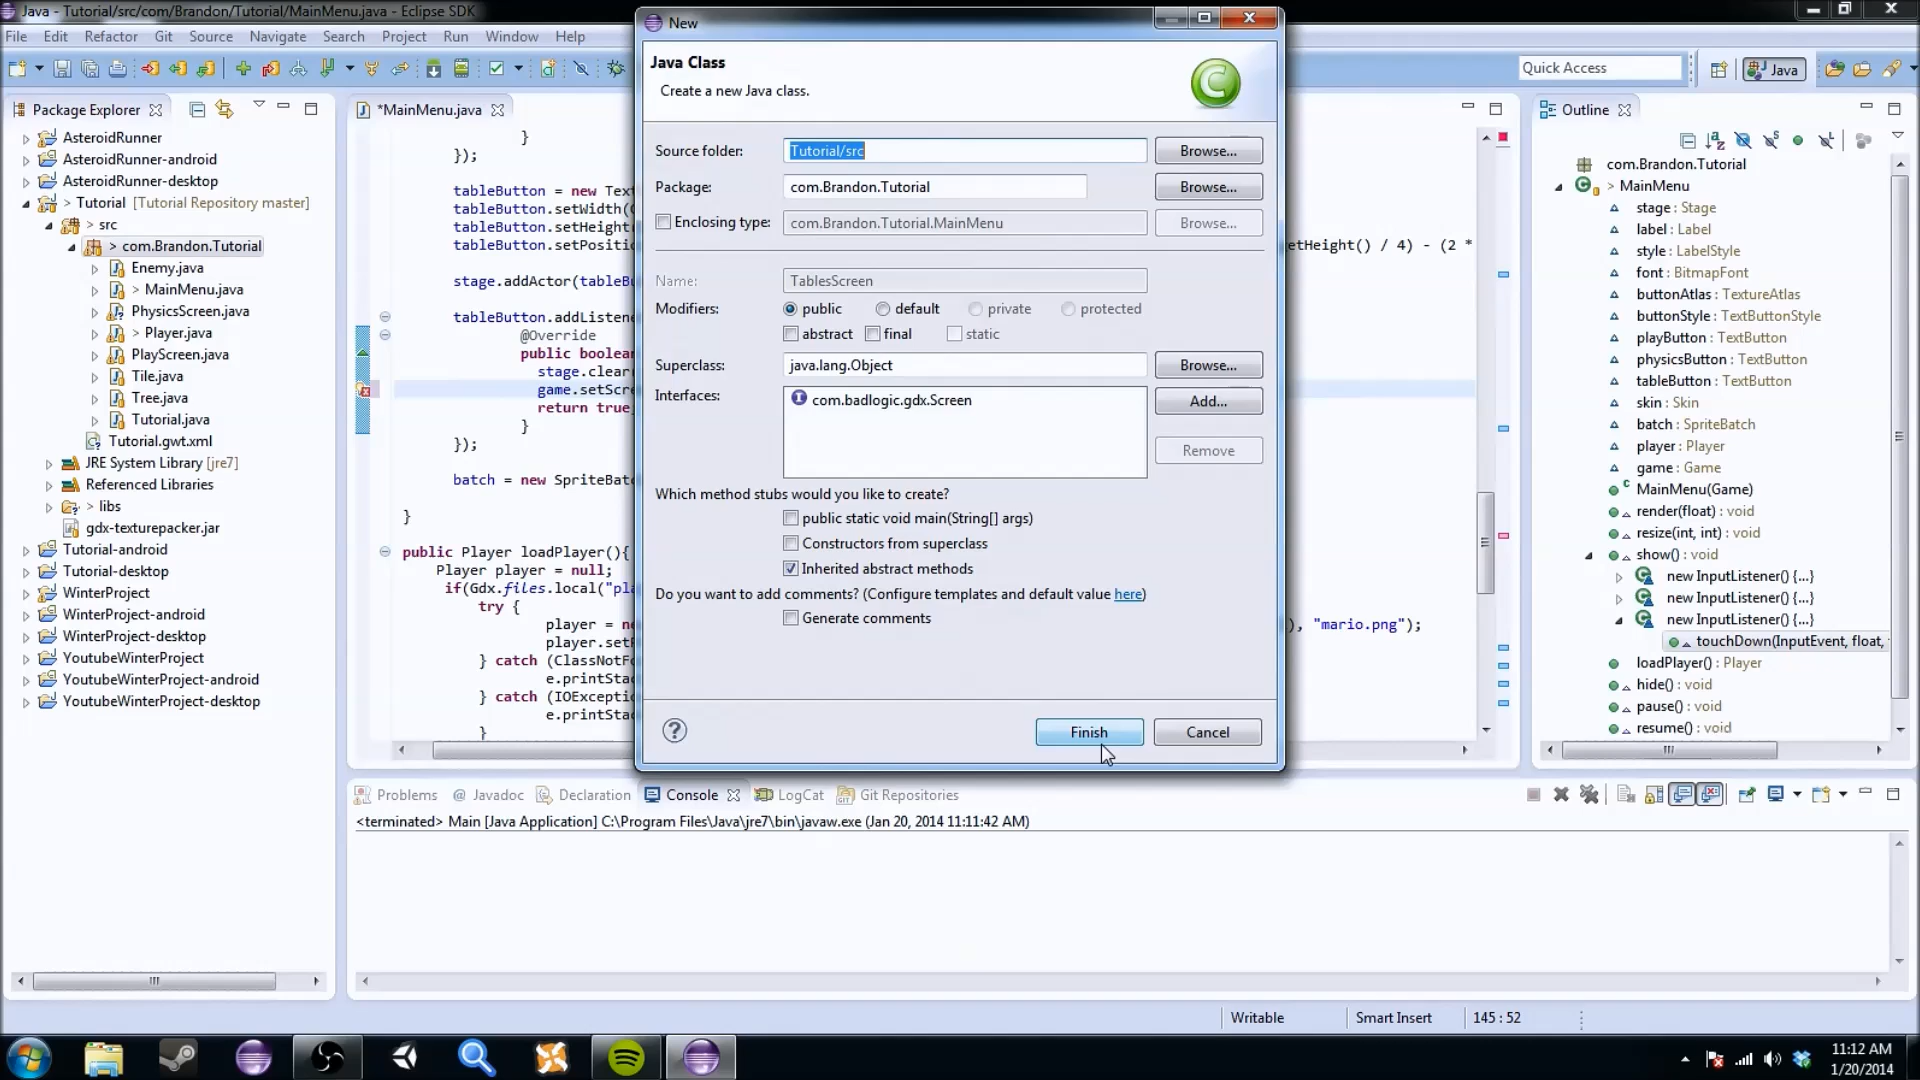 Java - Tutorial/src/com/Brandon/Tutorial/MainMenu.java - Eclipse SDK
File Edit Refactor Git Source Navigate Search Project Run Window Help
Quick Access
Java
Package Explorer
AsteroidRunner
AsteroidRunner-android
AsteroidRunner-desktop
> Tutorial [Tutorial Repository master]
> src
> com.Brandon.Tutorial
Enemy.java
> MainMenu.java
PhysicsScreen.java
> Player.java
PlayScreen.java
Tile.java
Tree.java
Tutorial.java
Tutorial.gwt.xml
JRE System Library [jre7]
Referenced Libraries
> libs
gdx-texturepacker.jar
Tutorial-android
Tutorial-desktop
WinterProject
WinterProject-android
WinterProject-desktop
YoutubeWinterProject
YoutubeWinterProject-android
YoutubeWinterProject-desktop
*MainMenu.java
}
});
tableButton = new Text
tableButton.setWidth(
tableButton.setHeight
tableButton.setPositio
etHeight() / 4) - (2 *
stage.addActor(tableBu
tableButton.addListene
@Override
public boolean
stage.clear
game.setScre
return true
}
});
batch = new SpriteBatc
}
public Player loadPlayer(){
Player player = null;
if(Gdx.files.local("pla
try {
player = ne
), "mario.png");
player.setP
} catch (ClassNotFo
e.printStac
} catch (IOExceptio
e.printStac
}
New
Java Class
Create a new Java class.
C
Source folder: Tutorial/src Browse...
Package: com.Brandon.Tutorial Browse...
Enclosing type: com.Brandon.Tutorial.MainMenu Browse...
Name: TablesScreen
Modifiers: public default private protected
abstract final static
Superclass: java.lang.Object Browse...
Interfaces: com.badlogic.gdx.Screen Add...
Remove
Which method stubs would you like to create?
public static void main(String[] args)
Constructors from superclass
Inherited abstract methods
Do you want to add comments? (Configure templates and default value here)
Generate comments
Finish Cancel
Outline
com.Brandon.Tutorial
> MainMenu
stage : Stage
label : Label
style : LabelStyle
font : BitmapFont
buttonAtlas : TextureAtlas
buttonStyle : TextButtonStyle
playButton : TextButton
physicsButton : TextButton
tableButton : TextButton
skin : Skin
batch : SpriteBatch
player : Player
game : Game
MainMenu(Game)
render(float) : void
resize(int, int) : void
show() : void
new InputListener() {...}
new InputListener() {...}
new InputListener() {...}
touchDown(InputEvent, float,
loadPlayer() : Player
hide() : void
pause() : void
resume() : void
Problems @ Javadoc Declaration Console LogCat Git Repositories
<terminated> Main [Java Application] C:\Program Files\Java\jre7\bin\javaw.exe (Jan 20, 2014 11:11:42 AM)
Writable Smart Insert 145 : 52
11:12 AM
1/20/2014